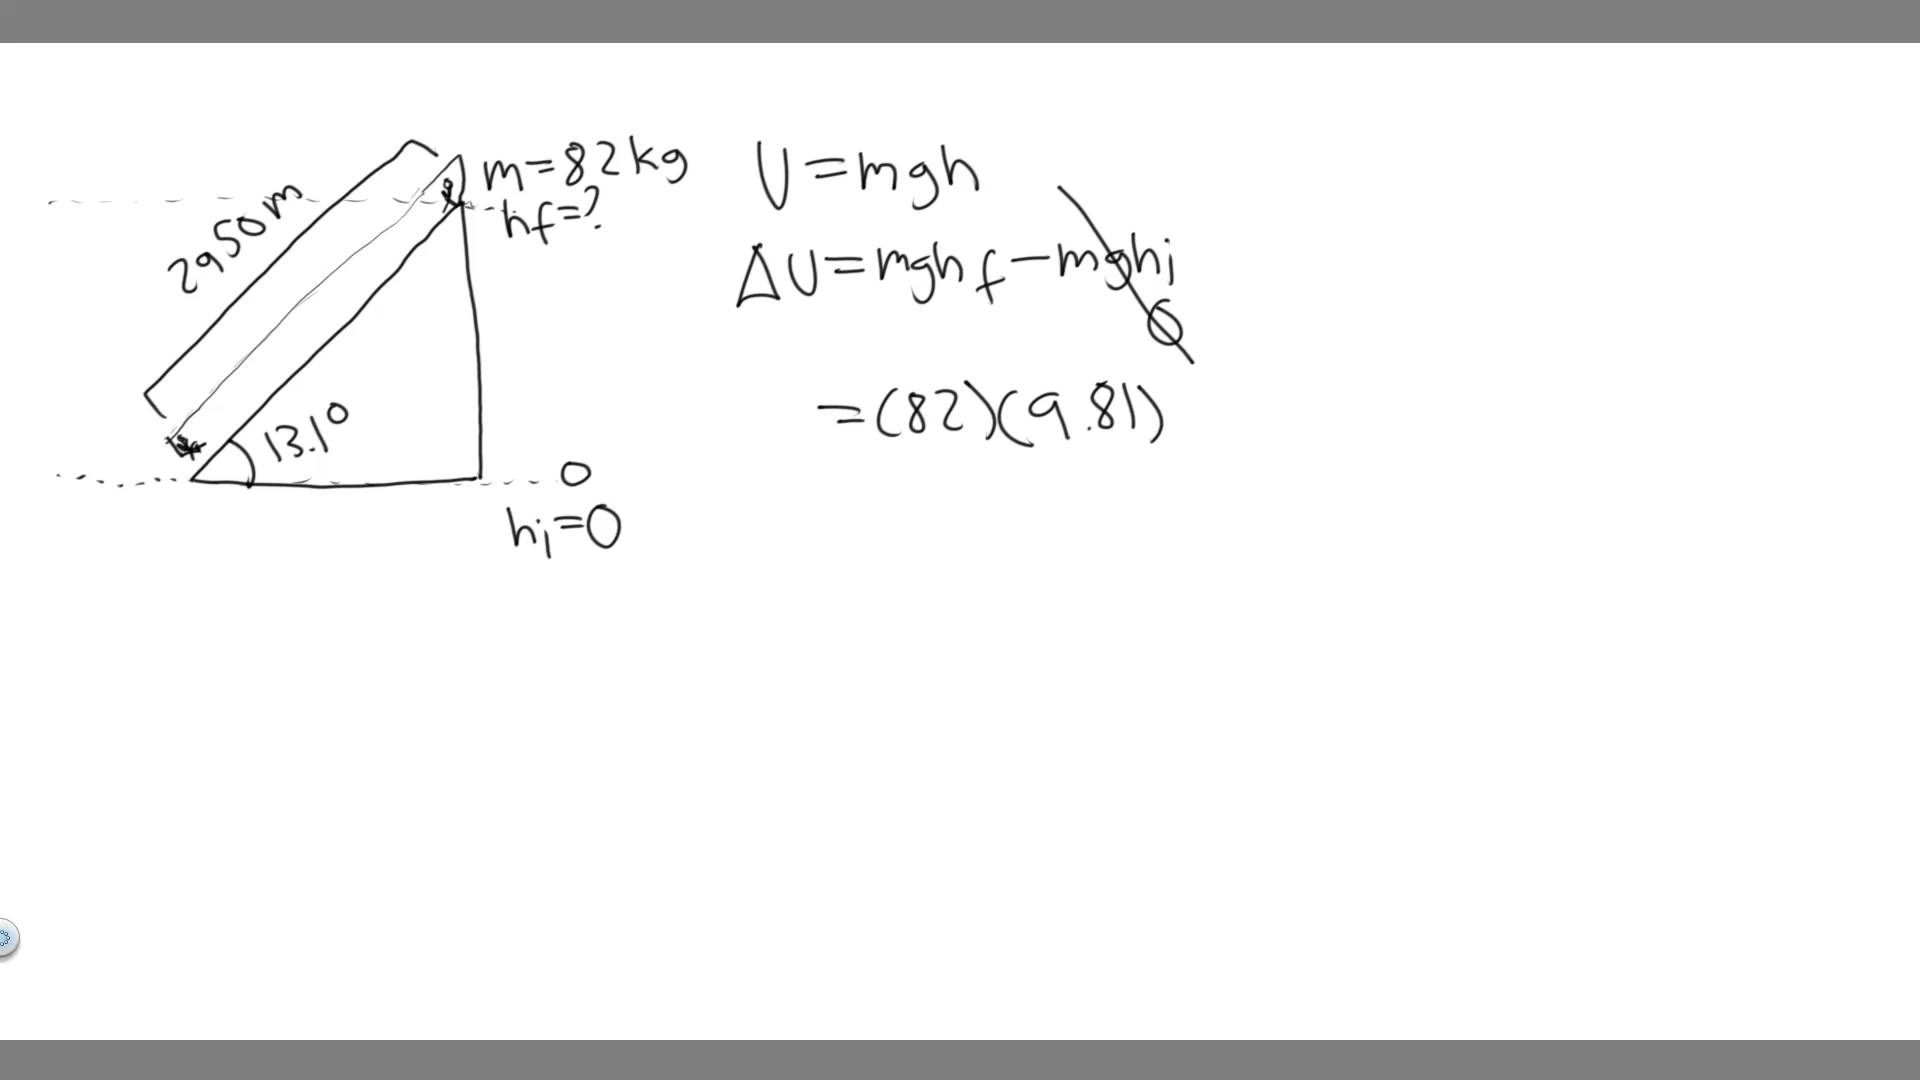 2950m
m=82kg
hf=?
13.1°
0
hi=0
U=mgh
ΔU=mghf-mghi
0
=(82)(9.81)